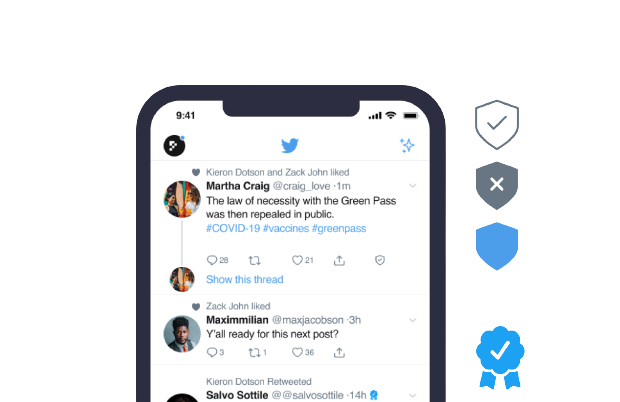 9:41
Kieron Dotson and Zack John liked
Martha Craig @craig_love ·1m
The law of necessity with the Green Pass
was then repealed in public.
#COVID-19 #vaccines #greenpass
28 21
Show this thread
Zack John liked
Maximmilian @maxjacobson ·3h
Y'all ready for this next post?
3 1 36
Kieron Dotson Retweeted
Salvo Sottile @@salvosottile ·14h